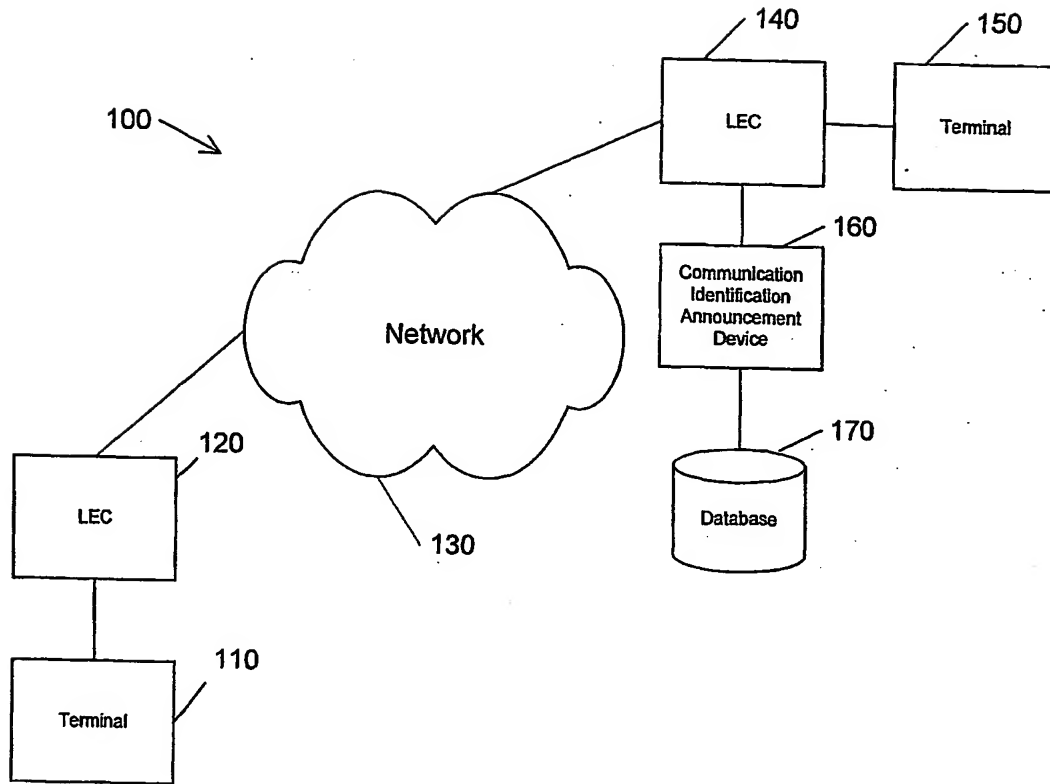 140
150
100
LEC
Terminal
160
Communication
Identification
Announcement
Device
Network
170
120
Database
LEC
130
110
Terminal